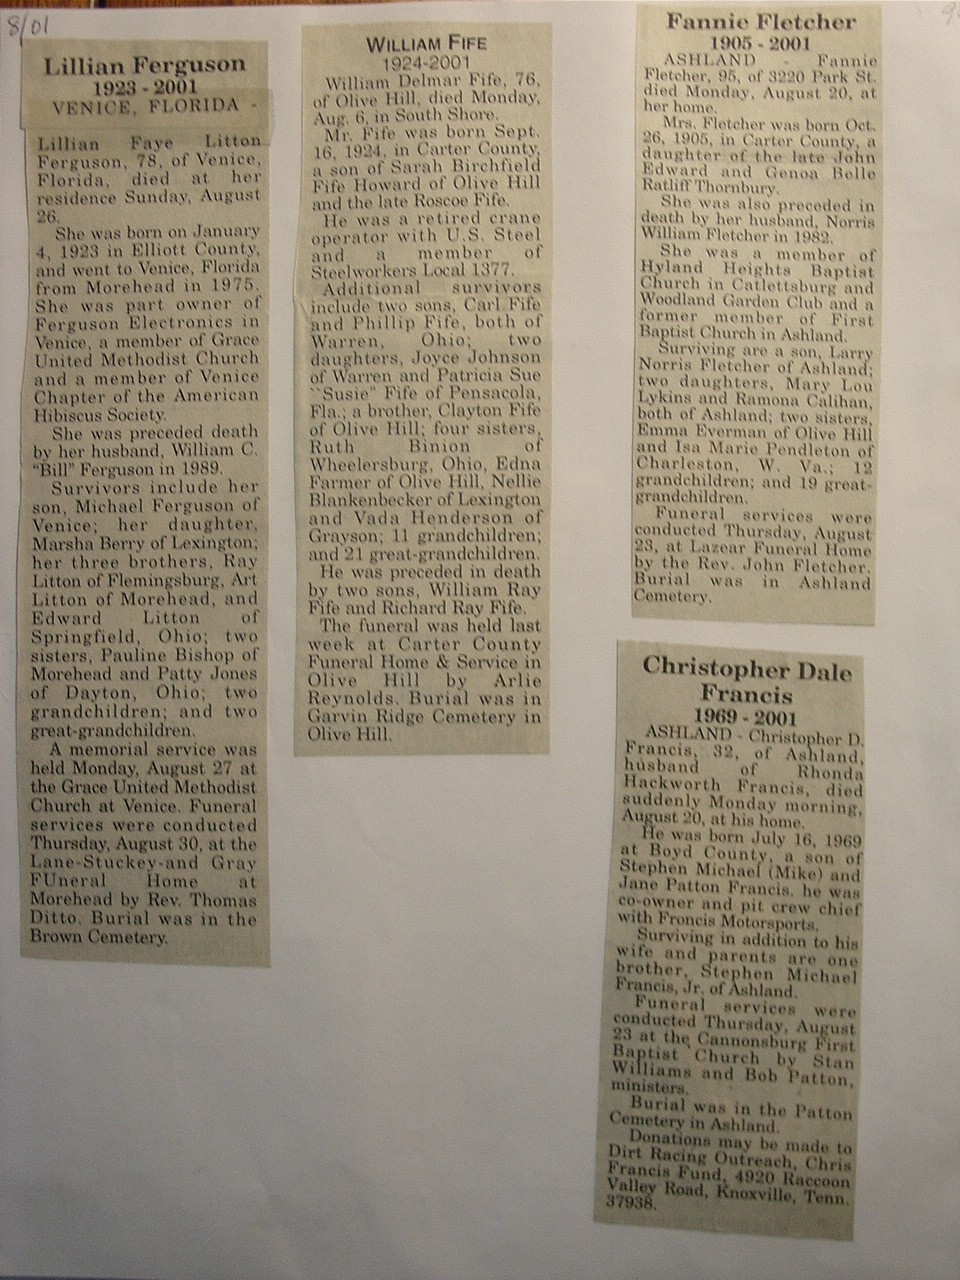 8/01
Lillian Ferguson
1923 - 2001
VENICE, FLORIDA -
Lillian Faye Litton
Ferguson, 78, of Venice,
Florida, died at her
residence Sunday, August
26.
She was born on January
4, 1923 in Elliott County,
and went to Venice, Florida
from Morehead in 1975.
She was part owner of
Ferguson Electronics in
Venice, a member of Grace
United Methodist Church
and a member of Venice
Chapter of the American
Hibiscus Society.
She was preceded death
by her husband, William C.
"Bill" Ferguson in 1989.
Survivors include her
son, Michael Ferguson of
Venice; her daughter,
Marsha Berry of Lexington;
her three brothers, Ray
Litton of Flemingsburg, Art
Litton of Morehead, and
Edward Litton of
Springfield, Ohio; two
sisters, Pauline Bishop of
Morehead and Patty Jones
of Dayton, Ohio; two
grandchildren; and two
great-grandchildren.
A memorial service was
held Monday, August 27 at
the Grace United Methodist
Church at Venice. Funeral
services were conducted
Thursday, August 30, at the
Lane-Stuckey-and Gray
FUneral Home at
Morehead by Rev. Thomas
Ditto. Burial was in the
Brown Cemetery.
WILLIAM FIFE
1924-2001
William Delmar Fife, 76,
of Olive Hill, died Monday,
Aug. 6, in South Shore.
Mr. Fife was born Sept.
16, 1924, in Carter County,
a son of Sarah Birchfield
Fife Howard of Olive Hill
and the late Roscoe Fife.
He was a retired crane
operator with U.S. Steel
and a member of
Steelworkers Local 1377.
Additional survivors
include two sons, Carl Fife
and Phillip Fife, both of
Warren, Ohio; two
daughters, Joyce Johnson
of Warren and Patricia Sue
``Susie" Fife of Pensacola,
Fla.; a brother, Clayton Fife
of Olive Hill; four sisters,
Ruth Binion of
Wheelersburg, Ohio, Edna
Farmer of Olive Hill, Nellie
Blankenbecker of Lexington
and Vada Henderson of
Grayson; 11 grandchildren;
and 21 great-grandchildren.
He was preceded in death
by two sons, William Ray
Fife and Richard Ray Fife.
The funeral was held last
week at Carter County
Funeral Home & Service in
Olive Hill by Arlie
Reynolds. Burial was in
Garvin Ridge Cemetery in
Olive Hill.
Fannie Fletcher
1905 - 2001
ASHLAND - Fannie
Fletcher, 95, of 3220 Park St.
died Monday, August 20, at
her home.
Mrs. Fletcher was born Oct.
26, 1905, in Carter County, a
daughter of the late John
Edward and Genoa Belle
Ratliff Thornbury.
She was also preceded in
death by her husband, Norris
William Fletcher in 1982.
She was a member of
Hyland Heights Baptist
Church in Catlettsburg and
Woodland Garden Club and a
former member of First
Baptist Church in Ashland.
Surviving are a son, Larry
Norris Fletcher of Ashland;
two daughters, Mary Lou
Lykins and Ramona Calihan,
both of Ashland; two sisters,
Emma Everman of Olive Hill
and Isa Marie Pendleton of
Charleston, W. Va.; 12
grandchildren; and 19 great-
grandchildren.
Funeral services were
conducted Thursday, August
23, at Lazear Funeral Home
by the Rev. John Fletcher.
Burial was in Ashland
Cemetery.
Christopher Dale
Francis
1969 - 2001
ASHLAND - Christopher D.
Francis, 32, of Ashland,
husband of Rhonda
Hackworth Francis, died
suddenly Monday morning,
August 20, at his home.
He was born July 16, 1969
at Boyd County, a son of
Stephen Michael (Mike) and
Jane Patton Francis. he was
co-owner and pit crew chief
with Froncis Motorsports.
Surviving in addition to his
wife and parents are one
brother, Stephen Michael
Francis, Jr. of Ashland.
Funeral services were
conducted Thursday, August
23 at the Cannonsburg First
Baptist Church by Stan
Williams and Bob Patton,
ministers.
Burial was in the Patton
Cemetery in Ashland.
Donations may be made to
Dirt Racing Outreach, Chris
Francis Fund, 4920 Raccoon
Valley Road, Knoxville, Tenn.
37938.